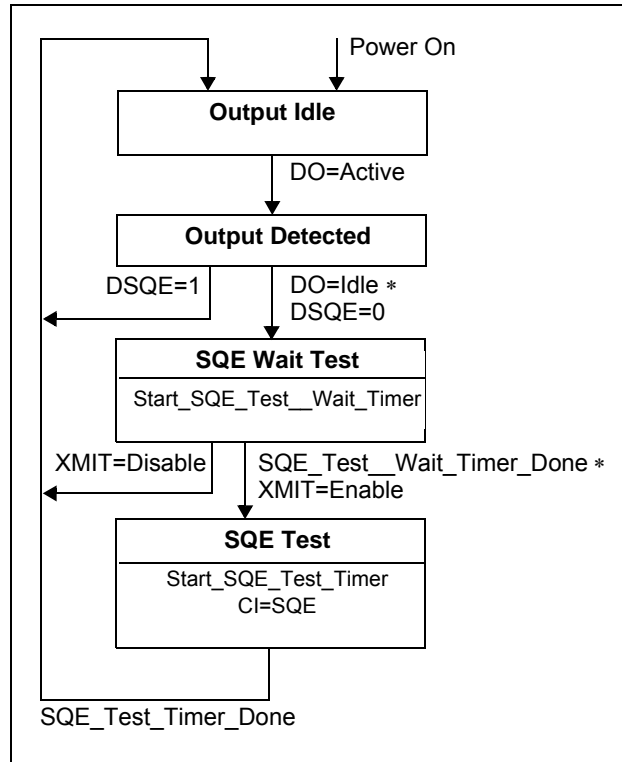 Power On
Output Idle
DO=Active
Output Detected
DSQE=1
DO=Idle *
DSQE=0
SQE Wait Test
Start_SQE_Test__Wait_Timer
XMIT=Disable
SQE_Test__Wait_Timer_Done *
XMIT=Enable
SQE Test
Start_SQE_Test_Timer
CI=SQE
SQE_Test_Timer_Done